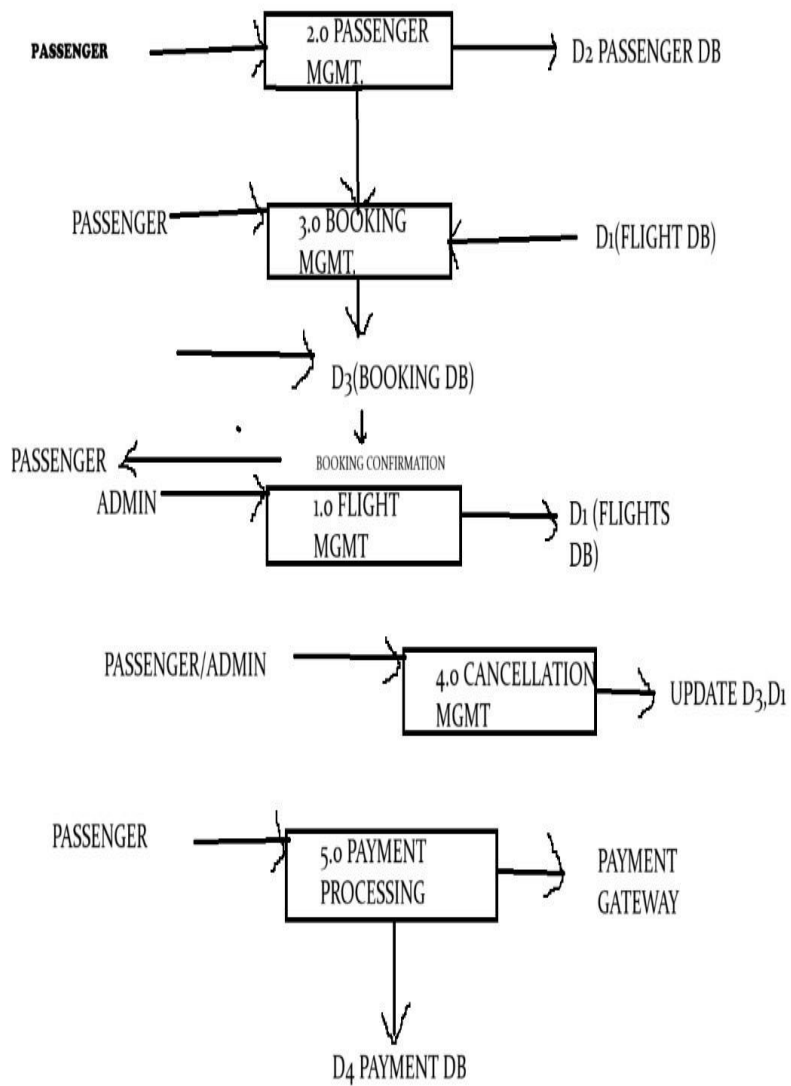 PASSENGER
2.0 PASSENGER
MGMT.
D2 PASSENGER DB
PASSENGER
3.0 BOOKING
MGMT.
D1(FLIGHT DB)
D3(BOOKING DB)
PASSENGER
BOOKING CONFIRMATION
ADMIN
1.0 FLIGHT
MGMT
D1 (FLIGHTS
DB)
PASSENGER/ADMIN
4.0 CANCELLATION
MGMT
UPDATE D3,D1
PASSENGER
5.0 PAYMENT
PROCESSING
PAYMENT
GATEWAY
D4 PAYMENT DB